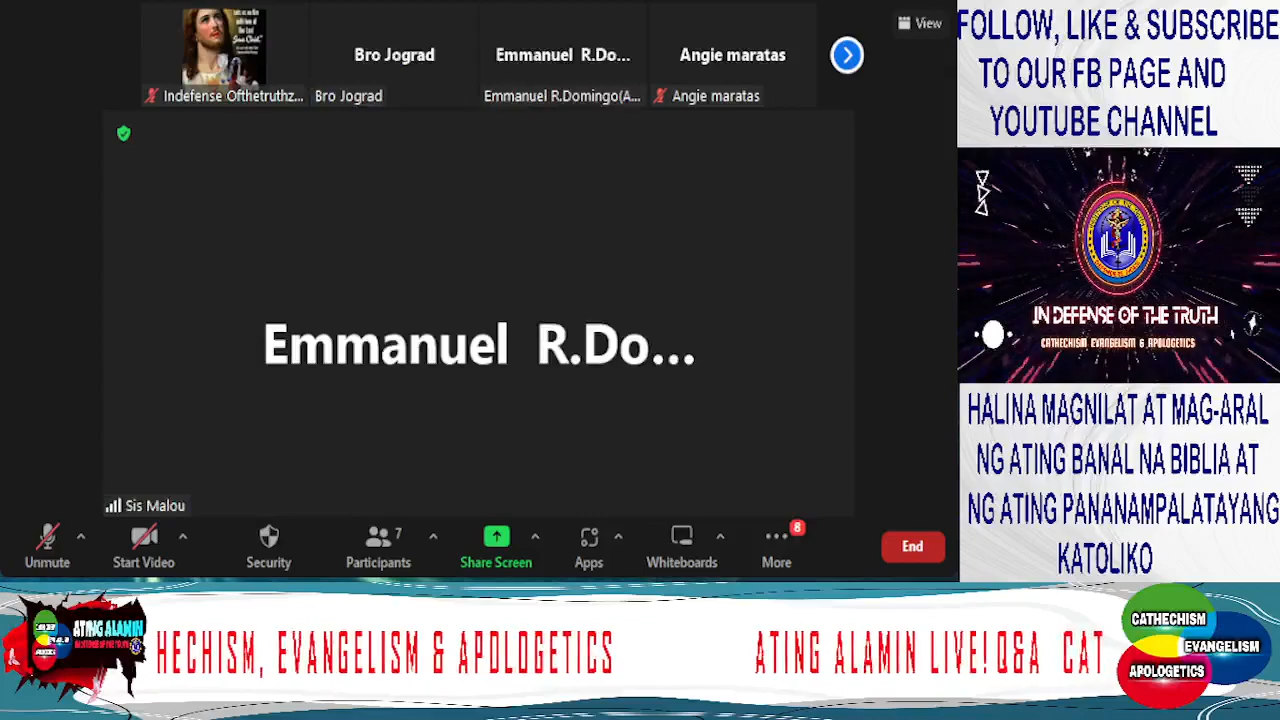 View
Bro Jograd
Emmanuel R.Do...
Angie maratas
Indefense Ofthetruthz...
Bro Jograd
Emmanuel R.Domingo(A...
Angie maratas
Emmanuel R.Do...
Sis Malou
Unmute
Start Video
Security
Participants
7
Share Screen
Apps
Whiteboards
More
8
End
FOLLOW, LIKE & SUBSCRIBE
TO OUR FB PAGE AND
YOUTUBE CHANNEL
IN DEFENSE OF THE TRUTH
CATHECHISM EVANGELISM & APOLOGETICS
HALINA MAGNILAT AT MAG-ARAL
NG ATING BANAL NA BIBLIA AT
NG ATING PANANAMPALATAYANG
KATOLIKO
ATING ALAMIN
HECHISM, EVANGELISM & APOLOGETICS
ATING ALAMIN LIVE! Q&A CAT
CATHECHISM
EVANGELISM
APOLOGETICS